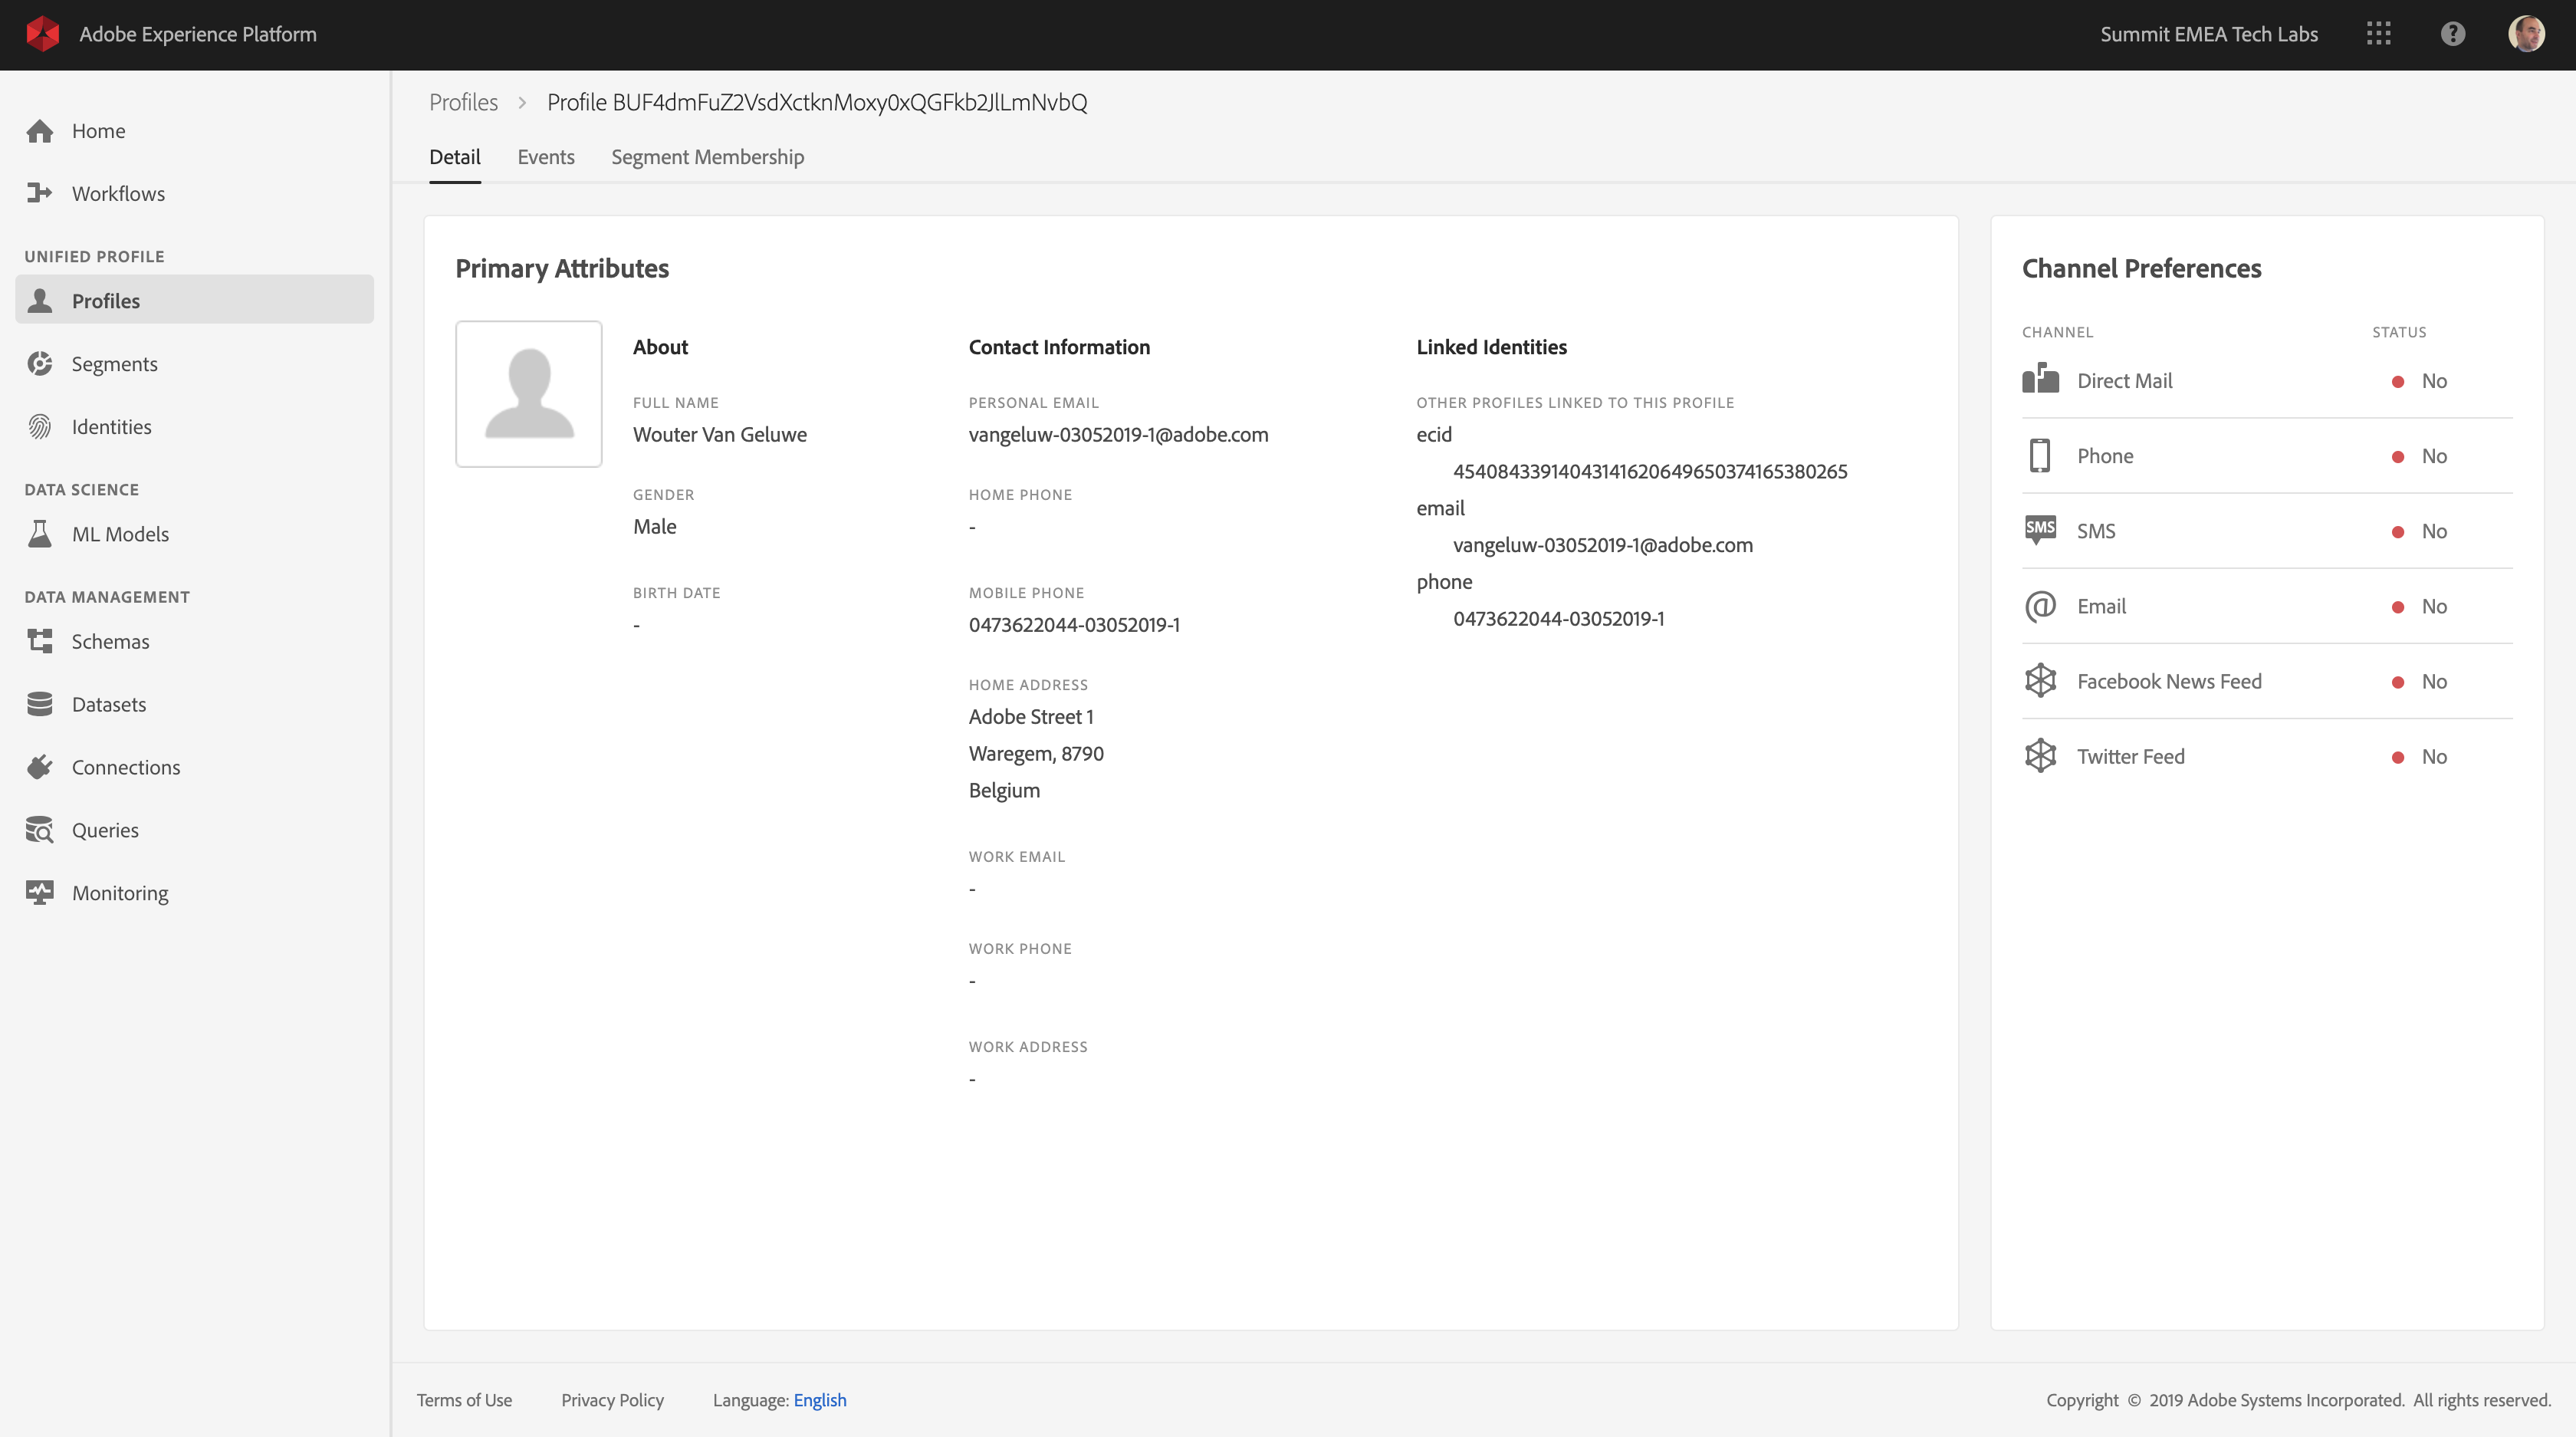 Adobe Experience Platform
Summit EMEA Tech Labs
Home
Workflows
UNIFIED PROFILE
Profiles
Segments
Identities
DATA SCIENCE
ML Models
DATA MANAGEMENT
Schemas
Datasets
Connections
Queries
Monitoring
Profiles > Profile BUF4dmFuZ2VsdXctknMoxy0xQGFkb2JlLmNvbQ
Detail Events Segment Membership
Primary Attributes
About
FULL NAME
Wouter Van Geluwe
GENDER
Male
BIRTH DATE
-
Contact Information
PERSONAL EMAIL
vangeluw-03052019-1@adobe.com
HOME PHONE
-
MOBILE PHONE
0473622044-03052019-1
HOME ADDRESS
Adobe Street 1
Waregem, 8790
Belgium
WORK EMAIL
-
WORK PHONE
-
WORK ADDRESS
-
Linked Identities
OTHER PROFILES LINKED TO THIS PROFILE
ecid
45408433914043141620649650374165380265
email
vangeluw-03052019-1@adobe.com
phone
0473622044-03052019-1
Channel Preferences
CHANNEL STATUS
Direct Mail No
Phone No
SMS SMS No
Email No
Facebook News Feed No
Twitter Feed No
Terms of Use Privacy Policy Language: English
Copyright © 2019 Adobe Systems Incorporated. All rights reserved.